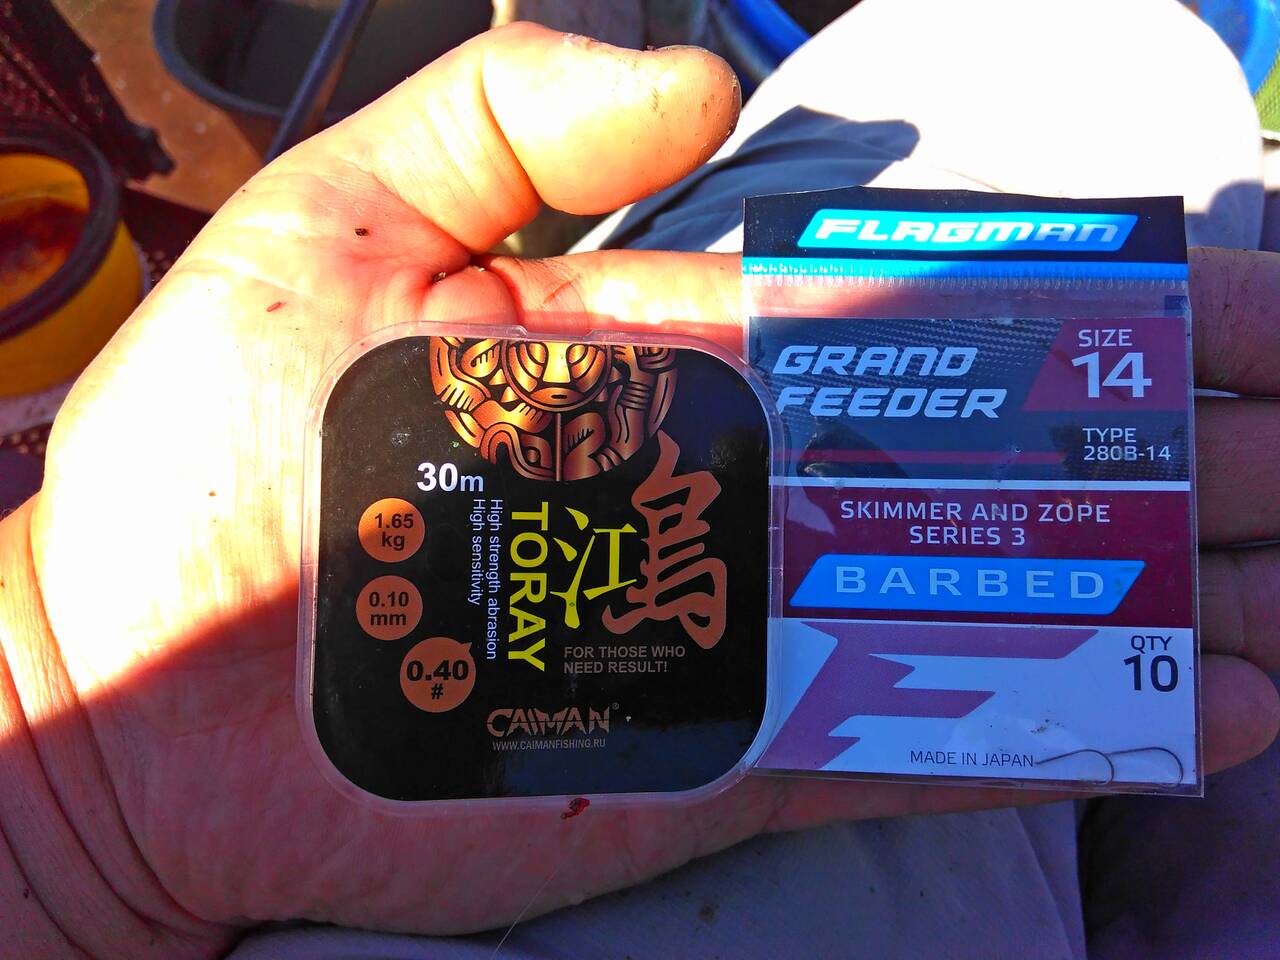 30m
1.65
kg
0.10
mm
0.40
#
High strength abrasion
High sensitivity
TORAY
江
鳥
FOR THOSE WHO
NEED RESULT!
CAIMAN®
WWW.CAIMANFISHING.RU
FLAGMAN
GRAND
FEEDER
SIZE
14
TYPE
280B-14
SKIMMER AND ZOPE
SERIES 3
BARBED
QTY
10
MADE IN JAPAN